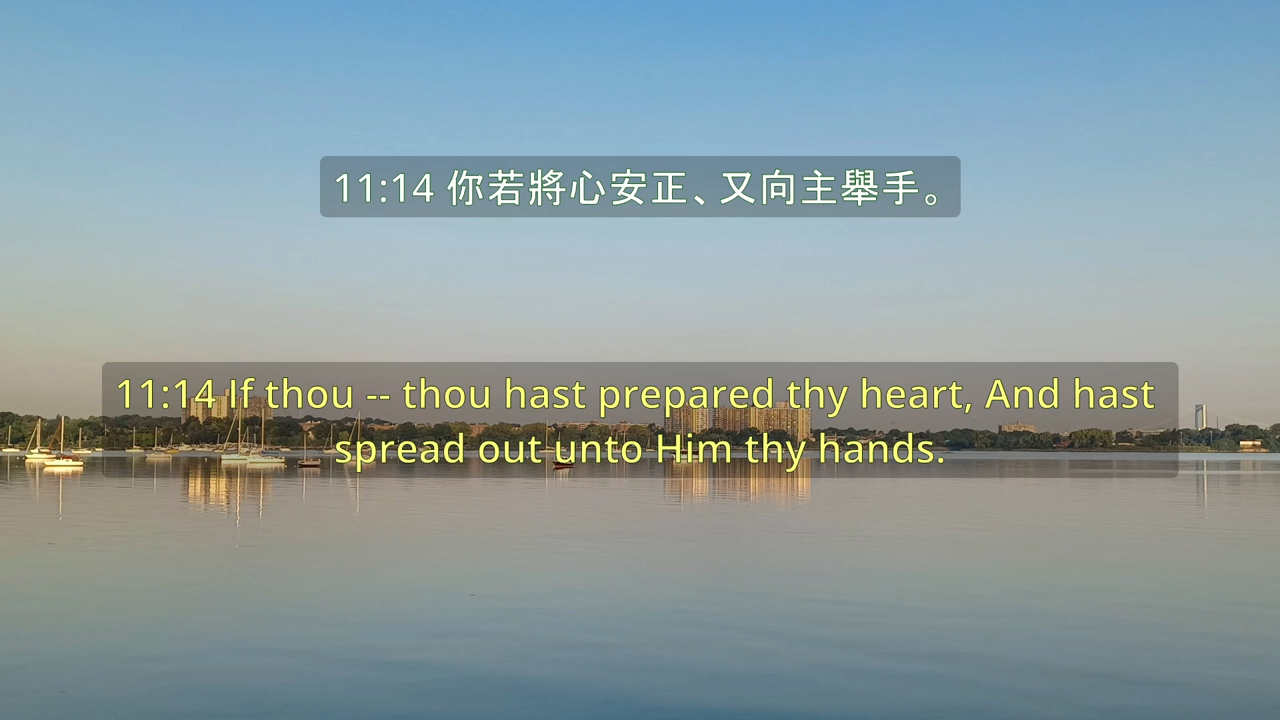 11:14 你若將心安正、又向主舉手。
11:14 If thou -- thou hast prepared thy heart, And hast
spread out unto Him thy hands.